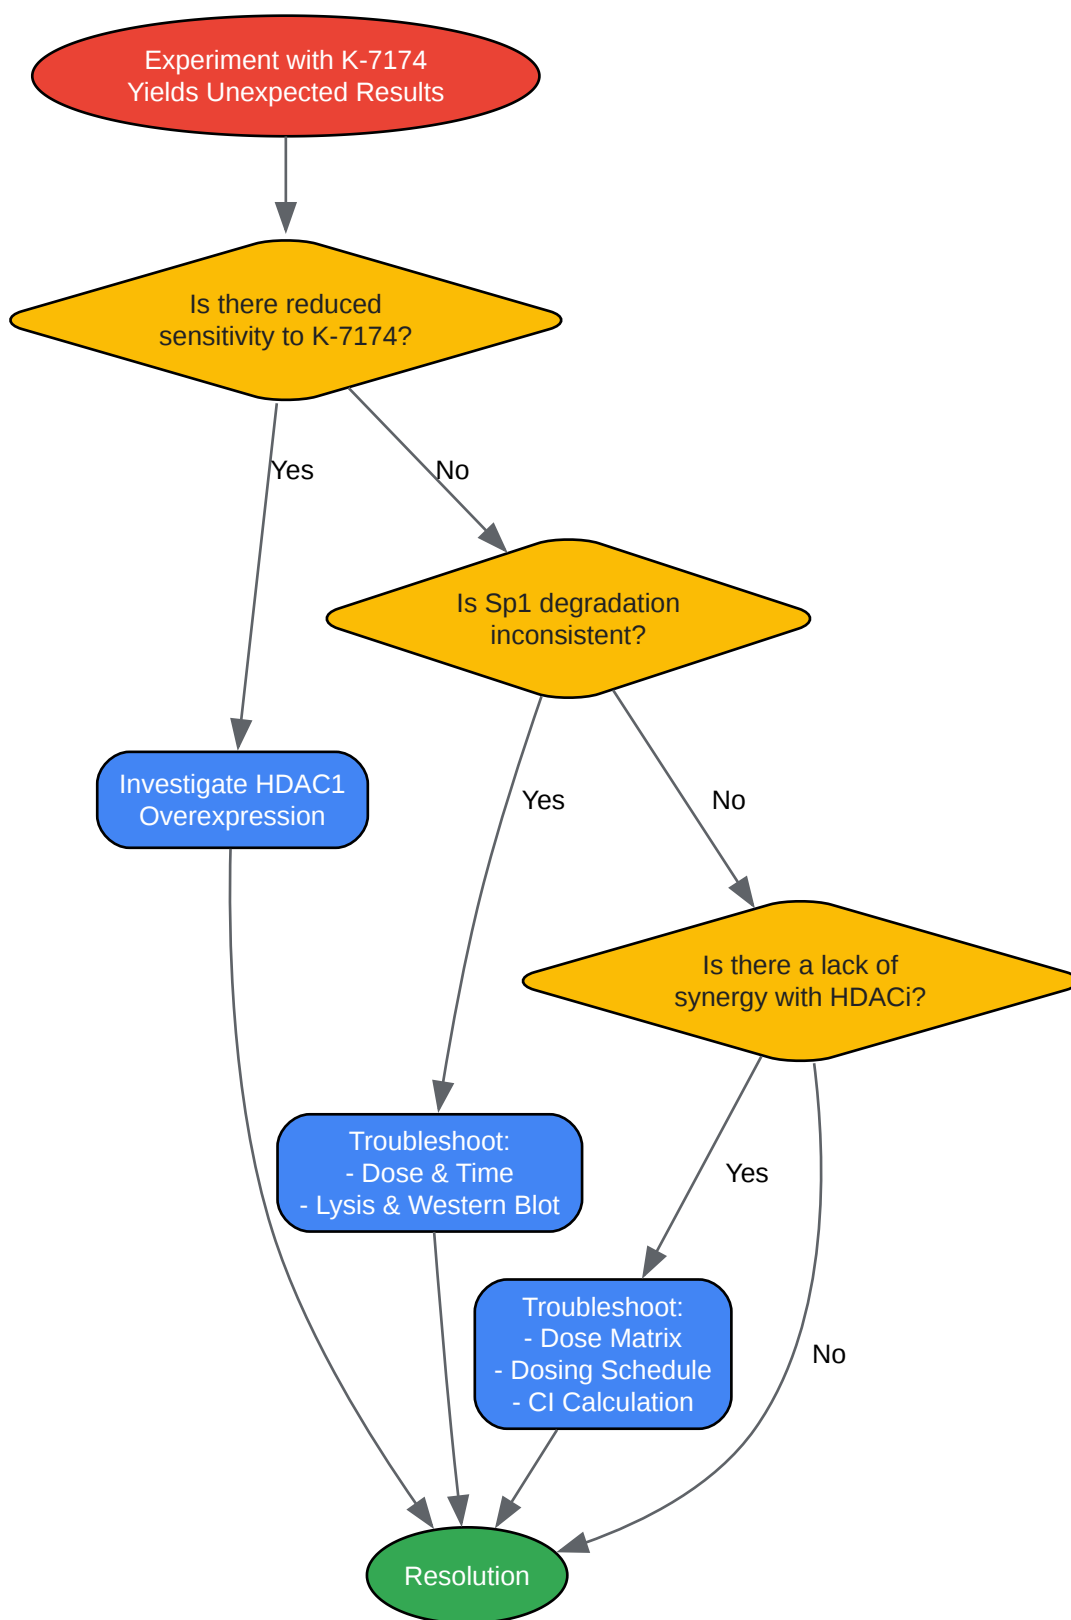 Experiment with K-7174
Yields Unexpected Results
Is there reduced
sensitivity to K-7174?
Yes
No
Is Sp1 degradation
inconsistent?
Investigate HDAC1
Overexpression
Yes
No
Is there a lack of
synergy with HDACi?
Troubleshoot:
- Dose & Time
- Lysis & Western Blot
Yes
Troubleshoot:
- Dose Matrix
- Dosing Schedule
- CI Calculation
No
Resolution